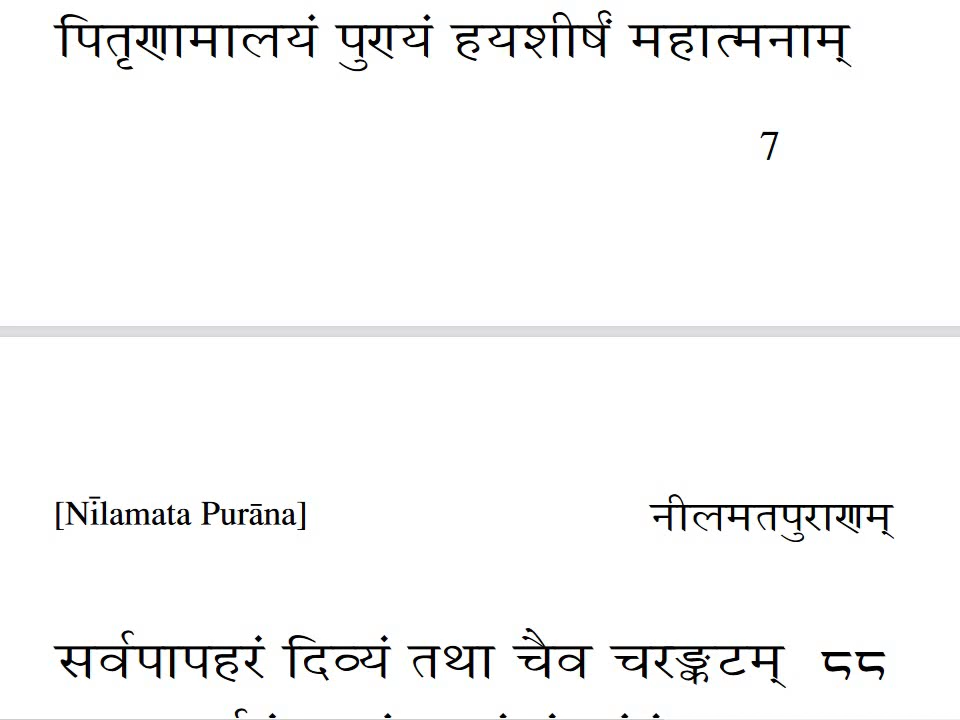 पितृणामालयं पुण्यं हयशीर्षं महात्मनाम्
7
[Nīlamata Purāna]
नीलमतपुराणम्
सर्वपापहरं दिव्यं तथा चैव चरङ्कटम् ८८